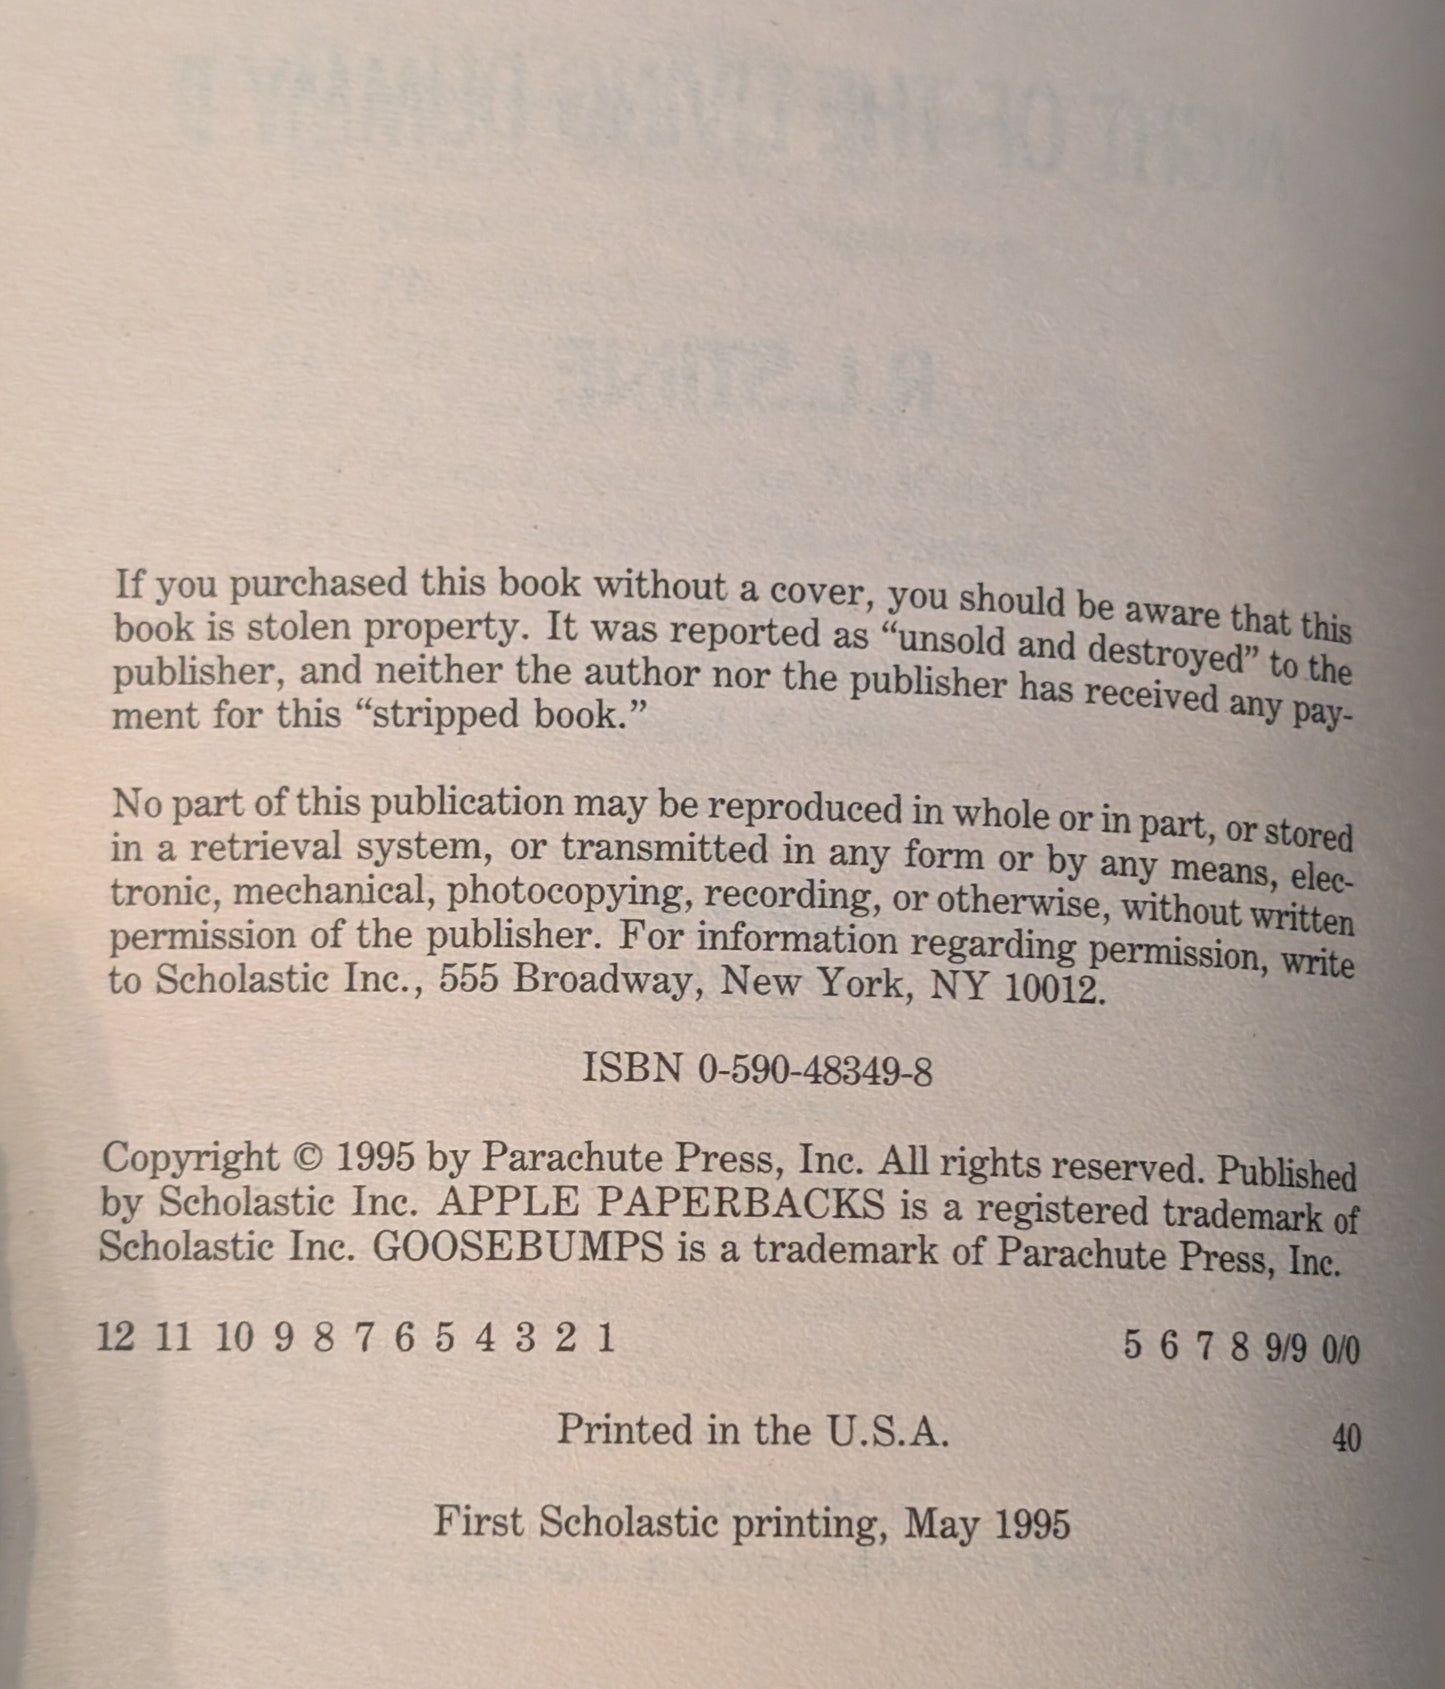 If you purchased this book without a cover, you should be aware that this
book is stolen property. It was reported as “unsold and destroyed” to the
publisher, and neither the author nor the publisher has received any pay-
ment for this “stripped book.”
No part of this publication may be reproduced in whole or in part, or stored
in a retrieval system, or transmitted in any form or by any means, elec-
tronic, mechanical, photocopying, recording, or otherwise, without written
permission of the publisher. For information regarding permission, write
to Scholastic Inc., 555 Broadway, New York, NY 10012.
ISBN 0-590-48349-8
Copyright © 1995 by Parachute Press, Inc. All rights reserved. Published
by Scholastic Inc. APPLE PAPERBACKS is a registered trademark of
Scholastic Inc. GOOSEBUMPS is a trademark of Parachute Press, Inc.
12 11 10 9 8 7 6 5 4 3 2 1 5 6 7 8 9/9 0/0
Printed in the U.S.A. 40
First Scholastic printing, May 1995